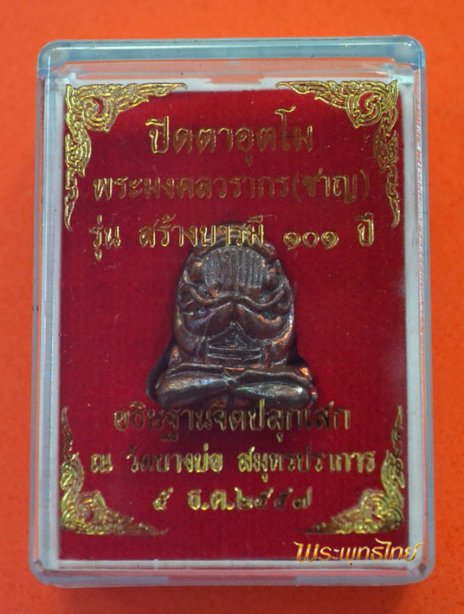 ปิดตาอุตโม
พระมงคลวรากร(ชาญ)
รุ่น สร้างบารมี ๑๐๑ ปี
อธิษฐานจิตปลุกเสก
ณ วัดบางบ่อ สมุทรปราการ
๕ ธ.ค.๒๕๕๗
พระพุทธไทย